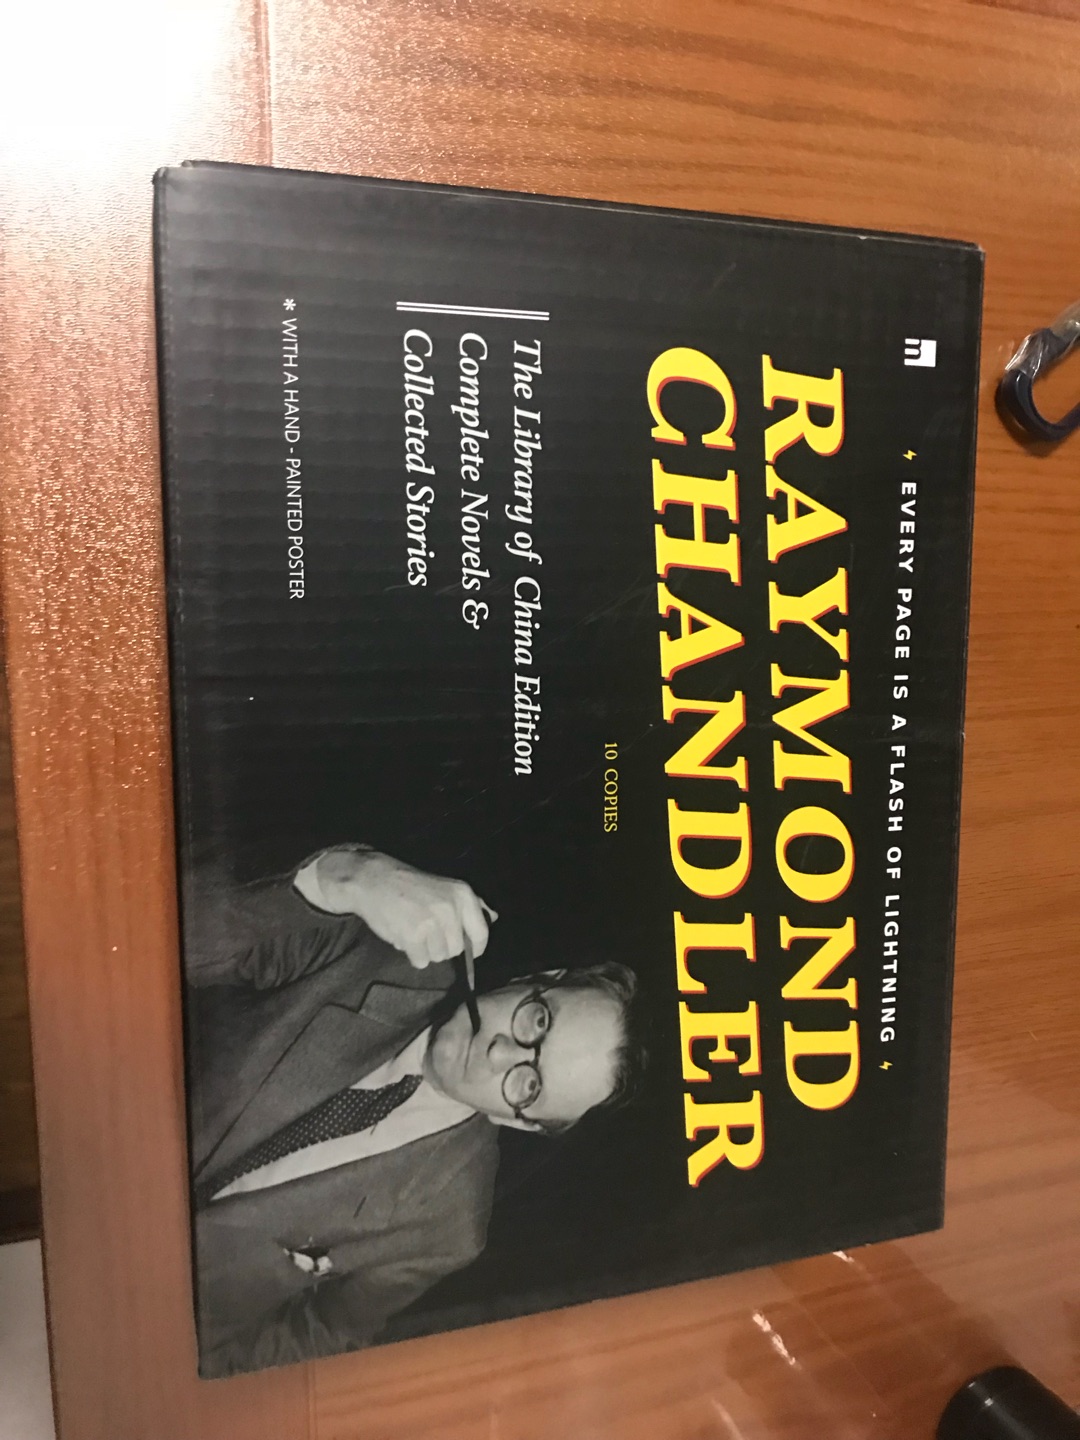 ⚡ EVERY PAGE IS A FLASH OF LIGHTNING ⚡
RAYMOND
CHANDLER
10 COPIES
The Library of China Edition
Complete Novels &
Collected Stories
* WITH A HAND - PAINTED POSTER